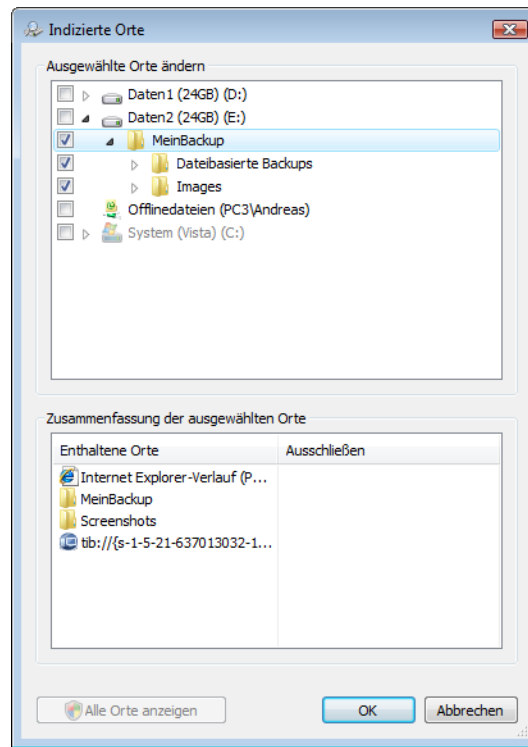 Indizierte Orte
Ausgewählte Orte ändern
Daten1 (24GB) (D:)
Daten2 (24GB) (E:)
MeinBackup
Dateibasierte Backups
Images
Offlinedateien (PC3\Andreas)
System (Vista) (C:)
Zusammenfassung der ausgewählten Orte
Enthaltene Orte Ausschließen
Internet Explorer-Verlauf (P...
MeinBackup
Screenshots
tib://{s-1-5-21-637013032-1...
Alle Orte anzeigen OK Abbrechen